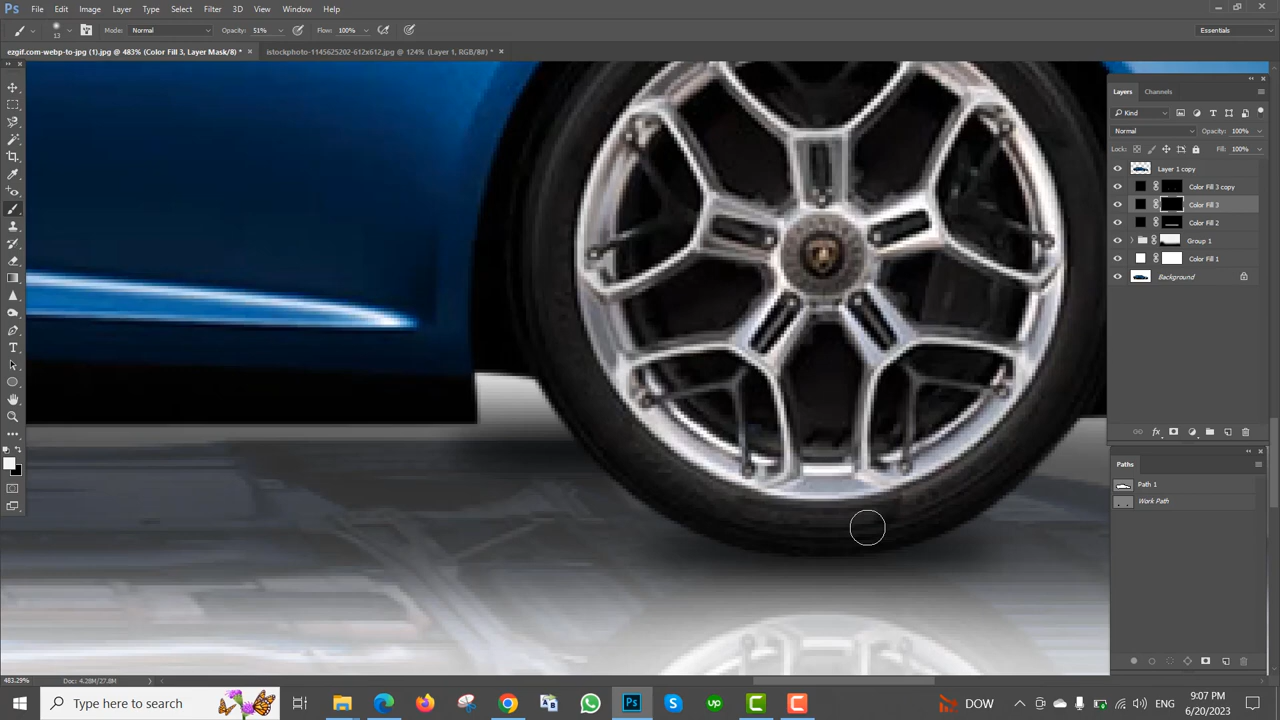 Ps File Edit Image Layer Type Select Filter 3D View Window Help
13 Mode: Normal Opacity: 51% Flow: 100% Essentials
ezgif.com-webp-to-jpg (1).jpg @ 483% (Color Fill 3, Layer Mask/8) * × istockphoto-1145625202-612x612.jpg @ 124% (Layer 1, RGB/8#) * ×
Layers Channels
Kind
Normal Opacity: 100%
Lock: Fill: 100%
Layer 1 copy
Color Fill 3 copy
Color Fill 3
Color Fill 2
Group 1
Color Fill 1
Background
Paths
Path 1
Work Path
483.29% Doc: 4.28M/27.8M
Type here to search
Ps
S
up
C
C
DOW
ENG
9:07 PM
6/20/2023